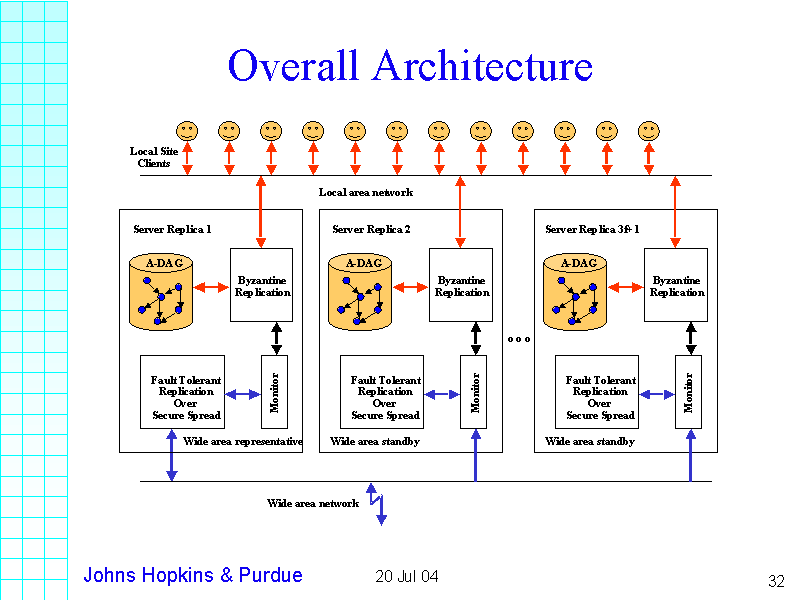 Overall Architecture
Local Site
Clients
Local area network
Server Replica 1
A-DAG
Byzantine
Replication
Fault Tolerant
Replication
Over
Secure Spread
Monitor
Wide area representative
Server Replica 2
A-DAG
Byzantine
Replication
Fault Tolerant
Replication
Over
Secure Spread
Monitor
Wide area standby
o o o
Server Replica 3f+1
A-DAG
Byzantine
Replication
Fault Tolerant
Replication
Over
Secure Spread
Monitor
Wide area standby
Wide area network
Johns Hopkins & Purdue
20 Jul 04
32